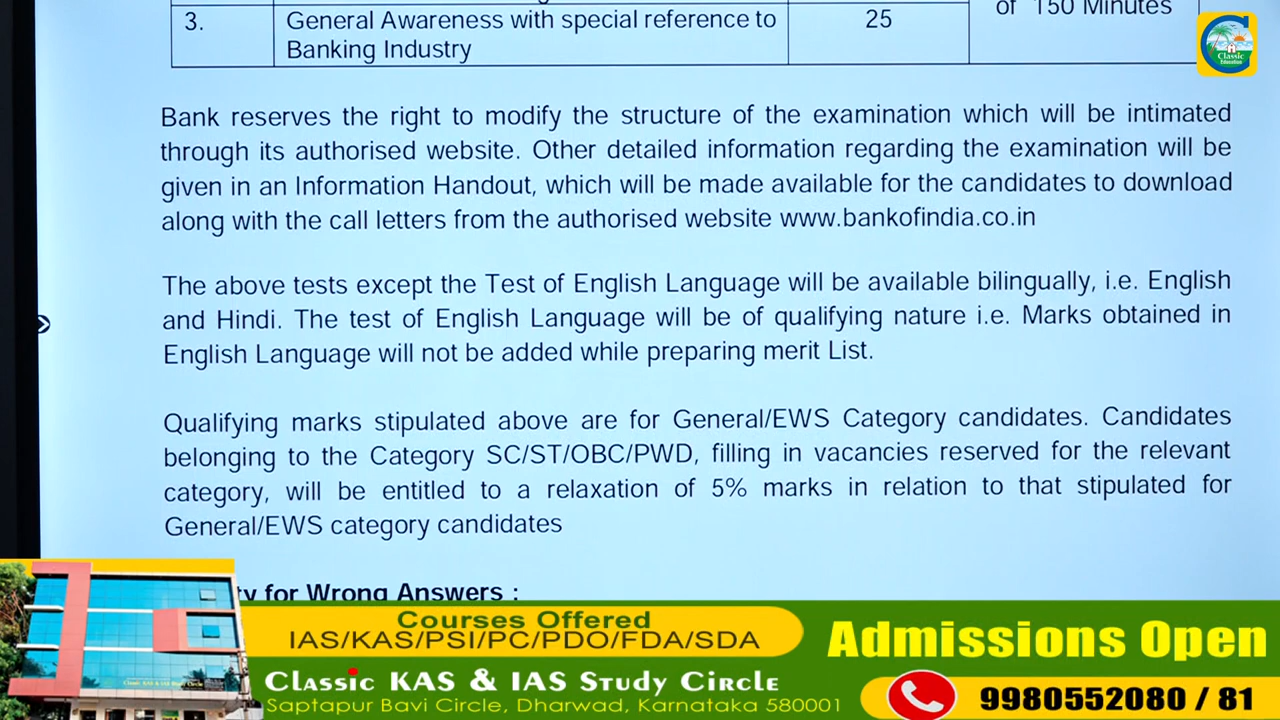 3.
General Awareness with special reference to
Banking Industry
25
of 150 Minutes
Classic
Education
Bank reserves the right to modify the structure of the examination which will be intimated
through its authorised website. Other detailed information regarding the examination will be
given in an Information Handout, which will be made available for the candidates to download
along with the call letters from the authorised website www.bankofindia.co.in
The above tests except the Test of English Language will be available bilingually, i.e. English
and Hindi. The test of English Language will be of qualifying nature i.e. Marks obtained in
English Language will not be added while preparing merit List.
Qualifying marks stipulated above are for General/EWS Category candidates. Candidates
belonging to the Category SC/ST/OBC/PWD, filling in vacancies reserved for the relevant
category, will be entitled to a relaxation of 5% marks in relation to that stipulated for
General/EWS category candidates
for Wrong Answers :
Courses Offered
IAS/KAS/PSI/PC/PDO/FDA/SDA
Admissions Open
Classic KAS & IAS Study Circle
Saptapur Bavi Circle, Dharwad, Karnataka 580001
9980552080 / 81